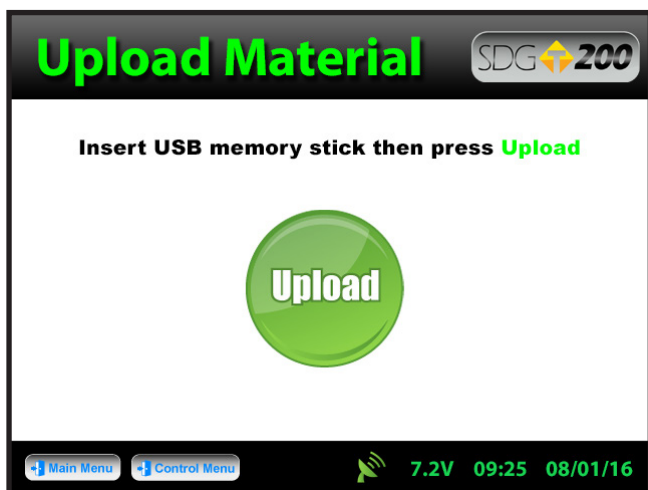 Upload Material
SDG 200
Insert USB memory stick then press Upload
Upload
Main Menu Control Menu 7.2V 09:25 08/01/16